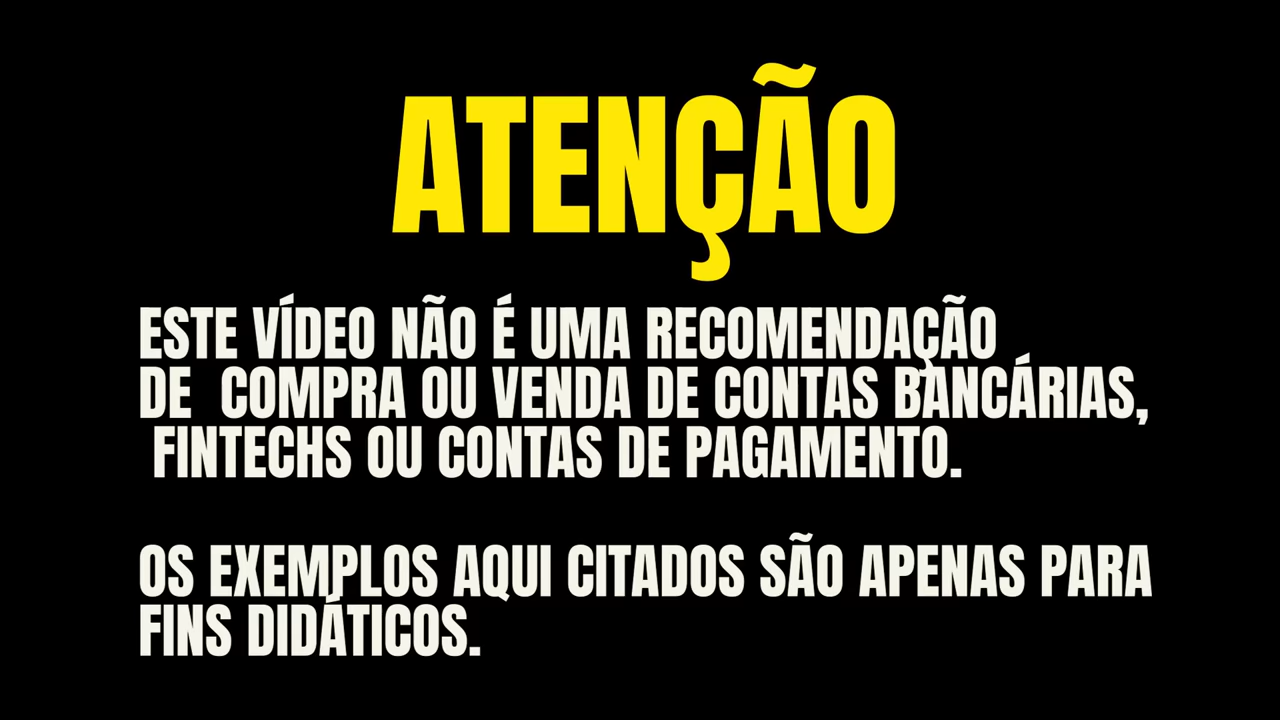 ATENÇÃO
ESTE VÍDEO NÃO É UMA RECOMENDAÇÃO
DE COMPRA OU VENDA DE CONTAS BANCÁRIAS,
FINTECHS OU CONTAS DE PAGAMENTO.
OS EXEMPLOS AQUI CITADOS SÃO APENAS PARA
FINS DIDÁTICOS.